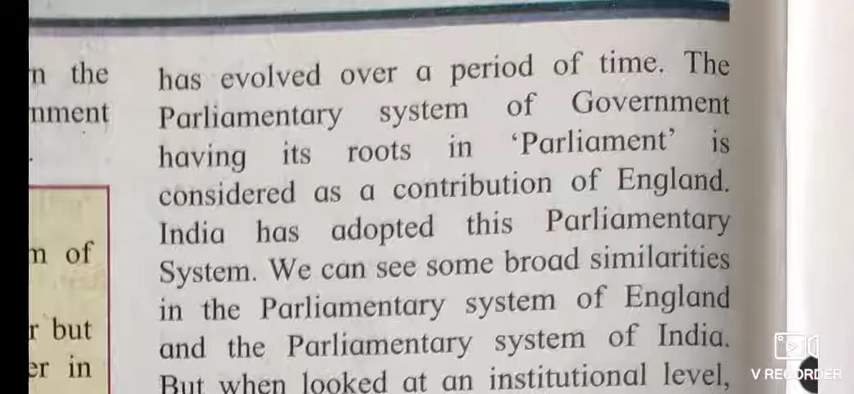 n the
nment
.
m of
r but
er in
has evolved over a period of time. The
Parliamentary system of Government
having its roots in ‘Parliament’ is
considered as a contribution of England.
India has adopted this Parliamentary
System. We can see some broad similarities
in the Parliamentary system of England
and the Parliamentary system of India.
But when looked at an institutional level,
V RECORDER